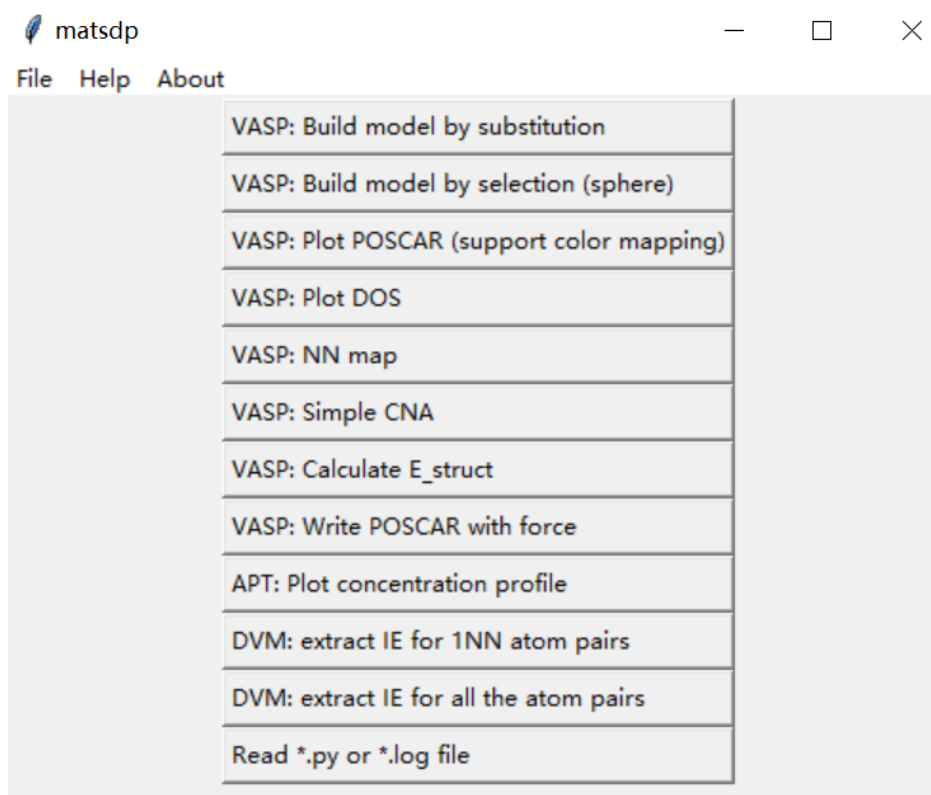 matsdp
File Help About
VASP: Build model by substitution
VASP: Build model by selection (sphere)
VASP: Plot POSCAR (support color mapping)
VASP: Plot DOS
VASP: NN map
VASP: Simple CNA
VASP: Calculate E_struct
VASP: Write POSCAR with force
APT: Plot concentration profile
DVM: extract IE for 1NN atom pairs
DVM: extract IE for all the atom pairs
Read *.py or *.log file